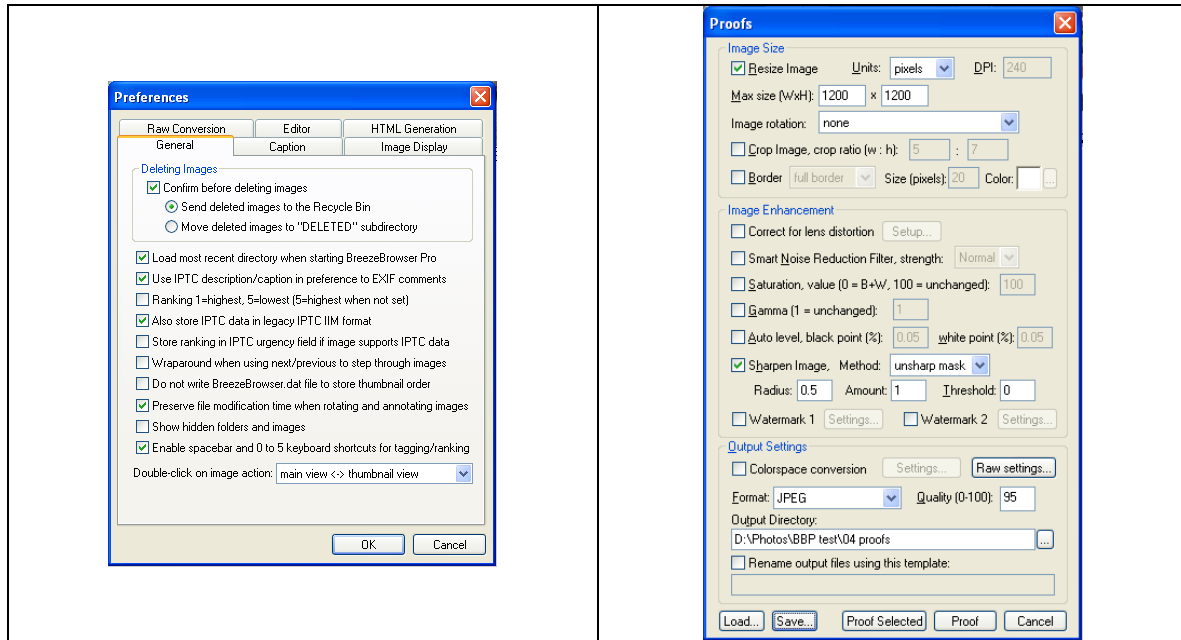 Preferences
Raw Conversion Editor HTML Generation
General Caption Image Display
Deleting Images
Confirm before deleting images
Send deleted images to the Recycle Bin
Move deleted images to "DELETED" subdirectory
Load most recent directory when starting BreezeBrowser Pro
Use IPTC description/caption in preference to EXIF comments
Ranking 1=highest, 5=lowest (5=highest when not set)
Also store IPTC data in legacy IPTC IIM format
Store ranking in IPTC urgency field if image supports IPTC data
Wraparound when using next/previous to step through images
Do not write BreezeBrowser.dat file to store thumbnail order
Preserve file modification time when rotating and annotating images
Show hidden folders and images
Enable spacebar and 0 to 5 keyboard shortcuts for tagging/ranking
Double-click on image action: main view <-> thumbnail view
OK Cancel
Proofs
Image Size
Resize Image Units: pixels DPI: 240
Max size (WxH): 1200 x 1200
Image rotation: none
Crop Image, crop ratio (w : h): 5 : 7
Border full border Size (pixels): 20 Color: ...
Image Enhancement
Correct for lens distortion Setup...
Smart Noise Reduction Filter, strength: Normal
Saturation, value (0 = B+W, 100 = unchanged): 100
Gamma (1 = unchanged): 1
Auto level, black point (%): 0.05 white point (%): 0.05
Sharpen Image, Method: unsharp mask
Radius: 0.5 Amount: 1 Threshold: 0
Watermark 1 Settings... Watermark 2 Settings...
Output Settings
Colorspace conversion Settings... Raw settings...
Format: JPEG Quality (0-100): 95
Output Directory:
D:\Photos\BBP test\04 proofs ...
Rename output files using this template:
Load... Save... Proof Selected Proof Cancel